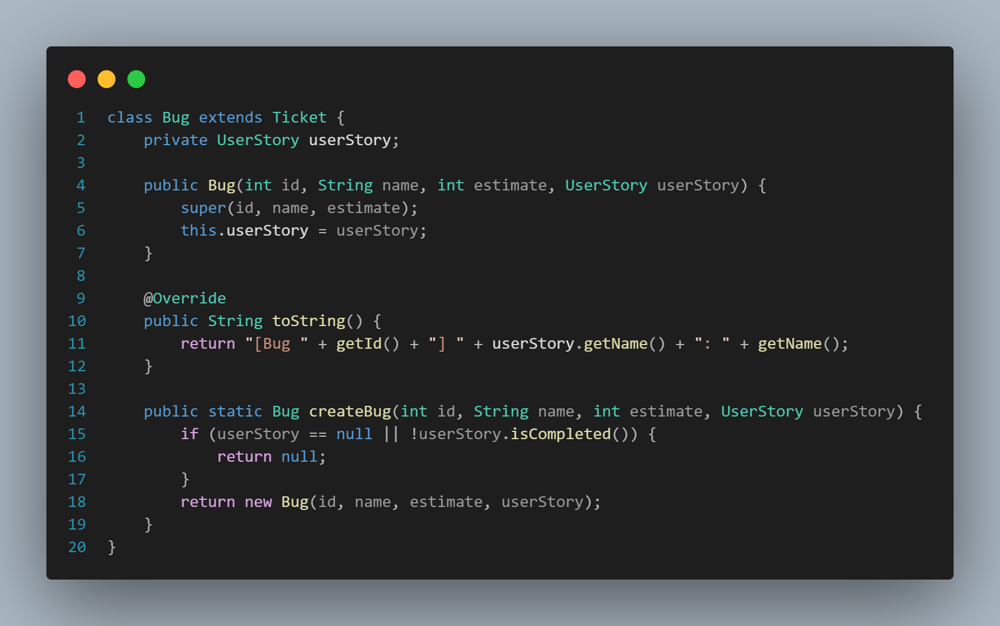 1 class Bug extends Ticket {
2     private UserStory userStory;
3
4     public Bug(int id, String name, int estimate, UserStory userStory) {
5         super(id, name, estimate);
6         this.userStory = userStory;
7     }
8
9     @Override
10     public String toString() {
11         return "[Bug " + getId() + "] " + userStory.getName() + ": " + getName();
12     }
13
14     public static Bug createBug(int id, String name, int estimate, UserStory userStory) {
15         if (userStory == null || !userStory.isCompleted()) {
16             return null;
17         }
18         return new Bug(id, name, estimate, userStory);
19     }
20 }